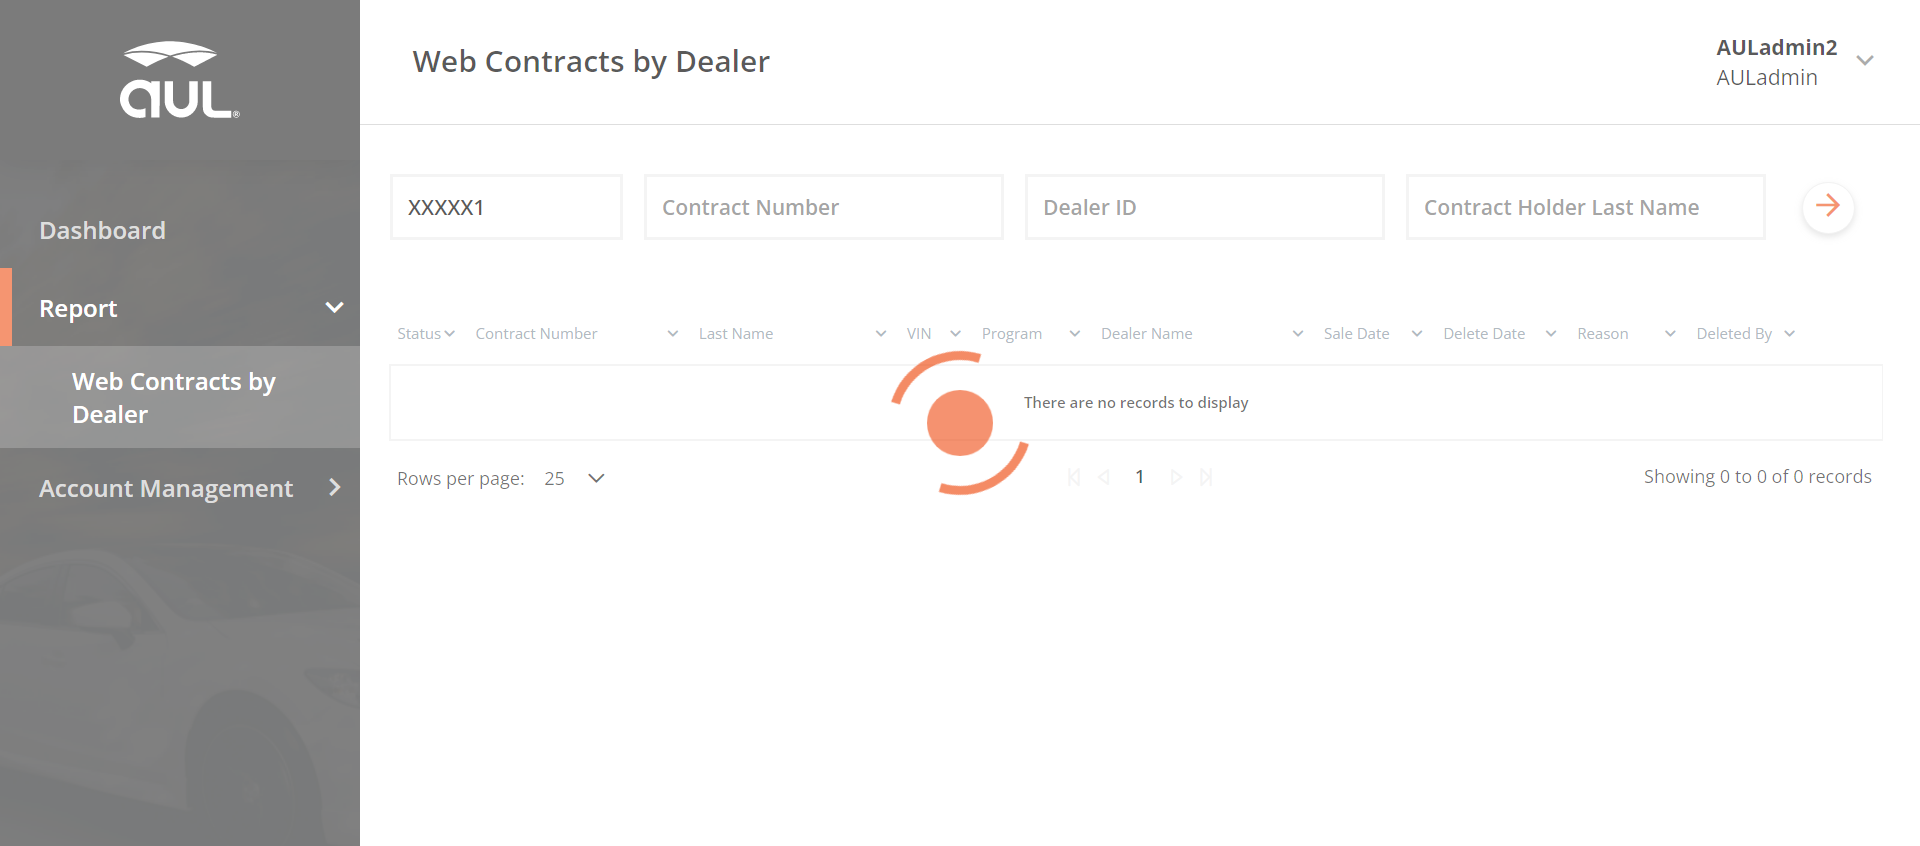 aUL®
Web Contracts by Dealer
AULadmin2
AULadmin
Dashboard
Report
Web Contracts by
Dealer
Account Management
XXXXX1
Contract Number
Dealer ID
Contract Holder Last Name
Status Contract Number Last Name VIN Program Dealer Name Sale Date Delete Date Reason Deleted By
There are no records to display
Rows per page: 25
1
Showing 0 to 0 of 0 records